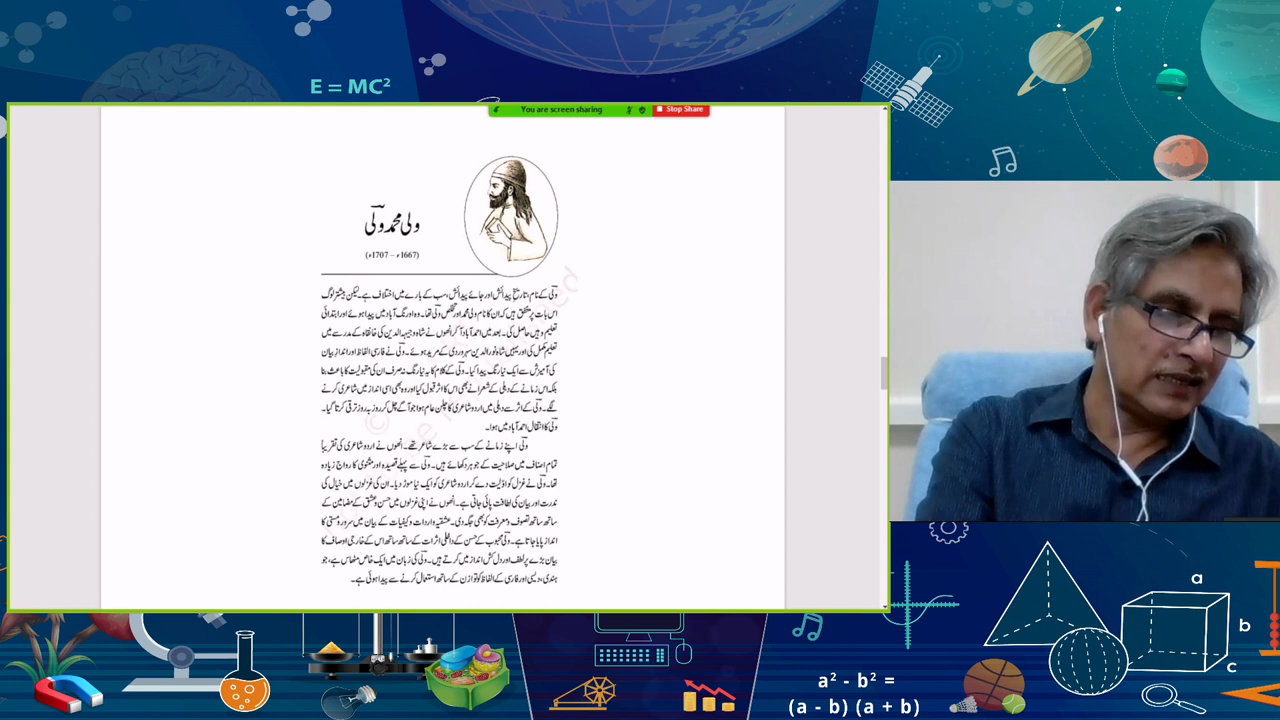 E = MC²
You are screen sharing
Stop Share
ولی محمد ولیؔ
(1667ء – 1707ء)
ولیؔ کے نام، تاریخِ پیدائش اور جائے پیدائش، سب کے بارے میں اختلاف ہے۔ لیکن بیشتر لوگ
اس بات پر متفق ہیں کہ ان کا نام ولی محمد اور تخلص ولیؔ تھا۔ وہ اورنگ آباد میں پیدا ہوئے اور ابتدائی
تعلیم وہیں حاصل کی۔ بعد میں احمد آباد آکر انھوں نے شاہ وجیہہ الدین کی خانقاہ کے مدرسے میں
تعلیم مکمل کی اور یہیں شاہ نور الدین سہروردی کے مرید ہوئے۔ ولیؔ نے فارسی الفاظ اور اندازِ بیان
کی آمیزش سے ایک نیا رنگ پیدا کیا۔ ولیؔ کے کلام کا یہ نیا رنگ نہ صرف ان کی مقبولیت کا باعث بنا
بلکہ اس زمانے کے دہلی کے شعرا نے بھی اس کا اثر قبول کیا اور وہ بھی اسی انداز میں شاعری کرنے
لگے۔ ولیؔ کے اثر سے دہلی میں اردو شاعری کا چلن عام ہوا جو آگے چل کر روز بہ روز ترقی کرتا گیا۔
ولیؔ کا انتقال احمد آباد میں ہوا۔
ولیؔ اپنے زمانے کے سب سے بڑے شاعر تھے۔ انھوں نے اردو شاعری کی تقریباً
تمام اصناف میں صلاحیت کے جوہر دکھائے ہیں۔ ولیؔ سے پہلے قصیدہ اور مثنوی کا رواج زیادہ
تھا۔ ولیؔ نے غزل کو اوّلیت دے کر اردو شاعری کو ایک نیا موڑ دیا۔ ان کی غزلوں میں خیال کی
ندرت اور بیان کی لطافت پائی جاتی ہے۔ انھوں نے اپنی غزلوں میں حسن و عشق کے مضامین کے
ساتھ ساتھ تصوف و معرفت کو بھی جگہ دی۔ عشقیہ واردات و کیفیات کے بیان میں سرور و مستی کا
انداز پایا جاتا ہے۔ ولیؔ محبوب کے حسن کے داخلی اثرات کے ساتھ ساتھ اس کے خارجی اوصاف کا
بیان بڑے پر لطف اور دل کش انداز میں کرتے ہیں۔ ولیؔ کی زبان میں ایک خاص مٹھاس ہے، جو
ہندی، دیسی اور فارسی کے الفاظ کو توازن کے ساتھ استعمال کرنے سے پیدا ہوئی ہے۔
a
b
c
a² - b² =
(a - b) (a + b)